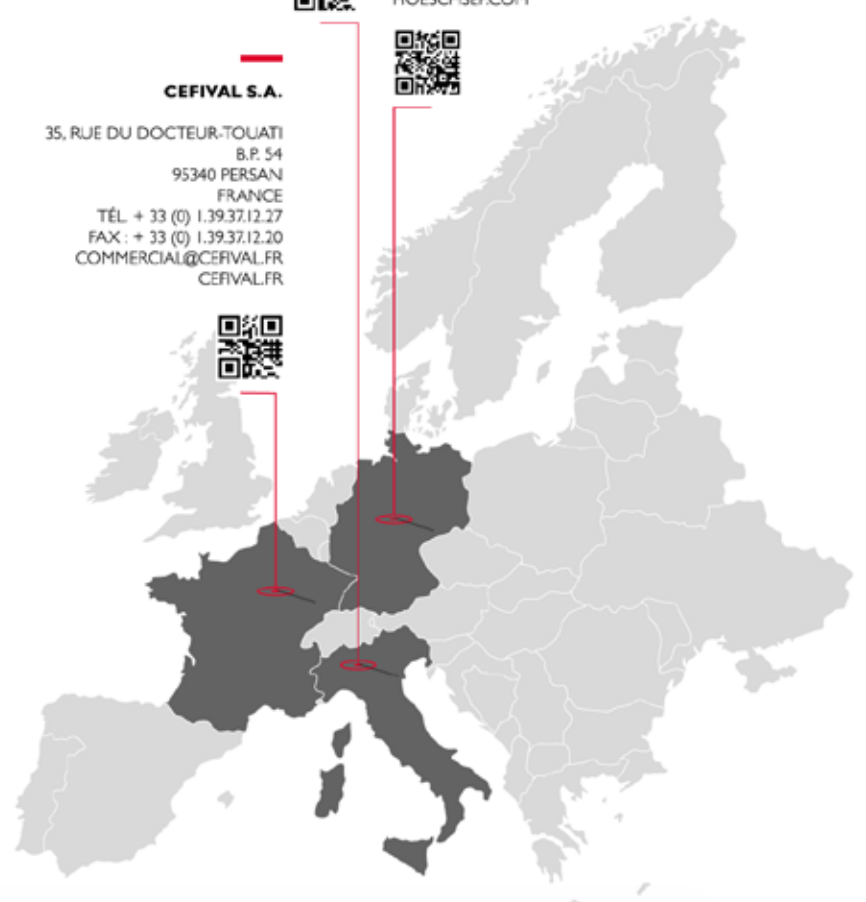 CEFIVAL S.A.
35, RUE DU DOCTEUR-TOUATI
B.P. 54
95340 PERSAN
FRANCE
TÉL. + 33 (0) 1.39.37.12.27
FAX : + 33 (0) 1.39.37.12.20
COMMERCIAL@CEFIVAL.FR
CEFIVAL.FR